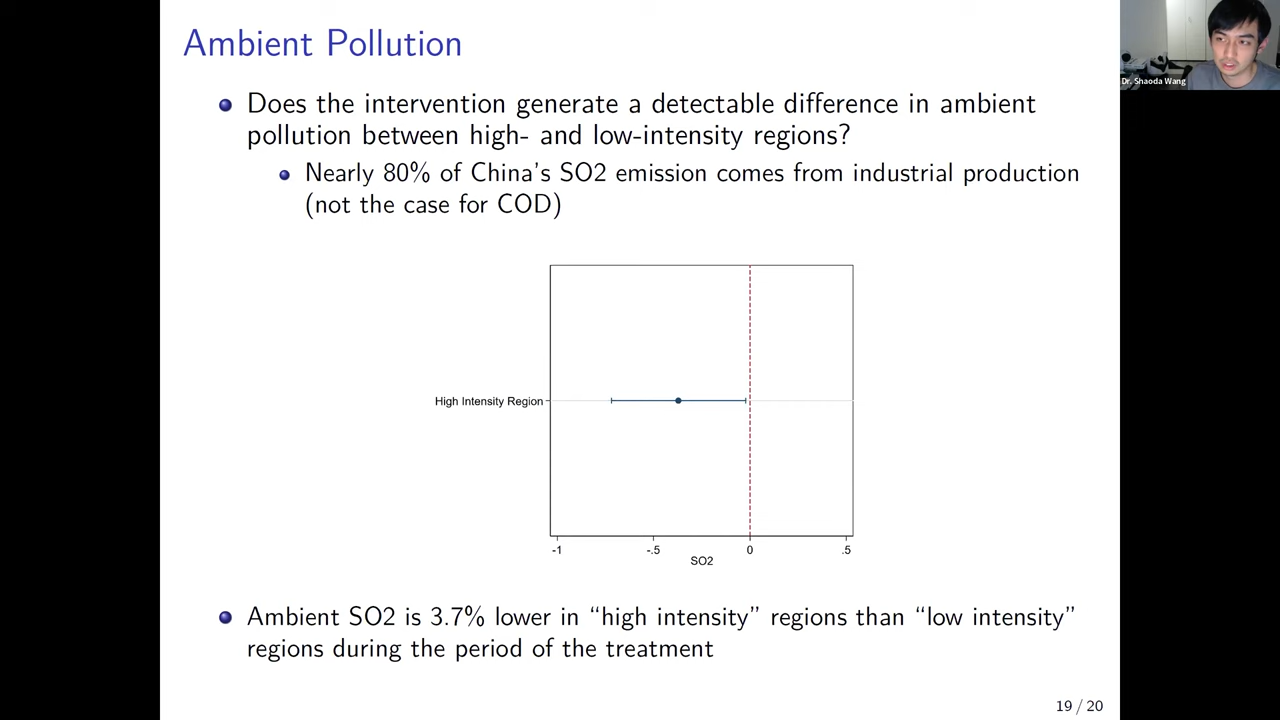 Ambient Pollution
Dr. Shaoda Wang
Does the intervention generate a detectable difference in ambient
pollution between high- and low-intensity regions?
Nearly 80% of China's SO2 emission comes from industrial production
(not the case for COD)
High Intensity Region
-1 -.5 0 .5
SO2
Ambient SO2 is 3.7% lower in "high intensity" regions than "low intensity"
regions during the period of the treatment
19 / 20